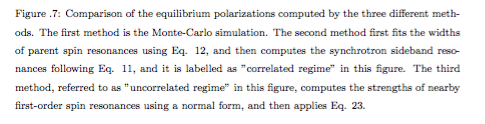 Figure .7: Comparison of the equilibrium polarizations computed by the three different meth-
ods. The first method is the Monte-Carlo simulation. The second method first fits the widths
of parent spin resonances using Eq. 12, and then computes the synchrotron sideband reso-
nances following Eq. 11, and it is labelled as "correlated regime" in this figure. The third
method, referred to as "uncorrelated regime" in this figure, computes the strengths of nearby
first-order spin resonances using a normal form, and then applies Eq. 23.